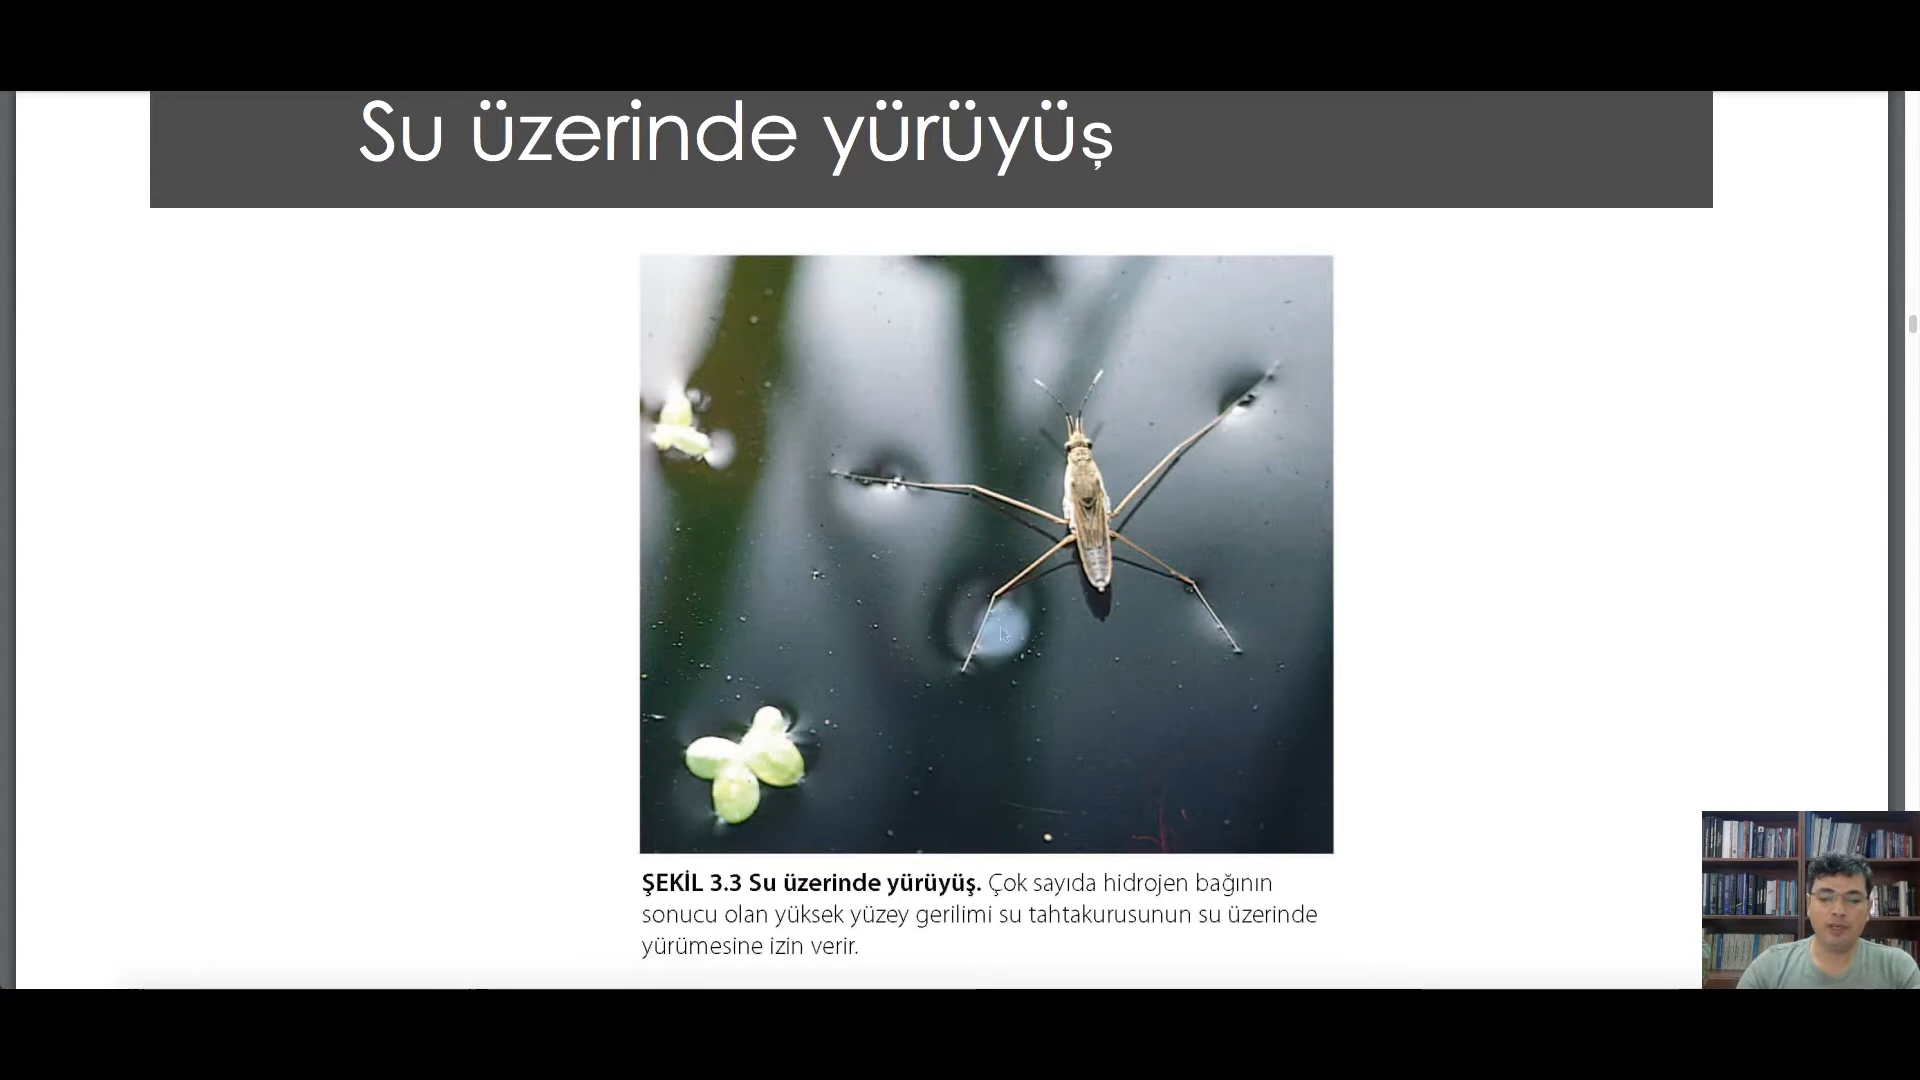 Su üzerinde yürüyüş
ŞEKİL 3.3 Su üzerinde yürüyüş. Çok sayıda hidrojen bağının
sonucu olan yüksek yüzey gerilimi su tahtakurusunun su üzerinde
yürümesine izin verir.